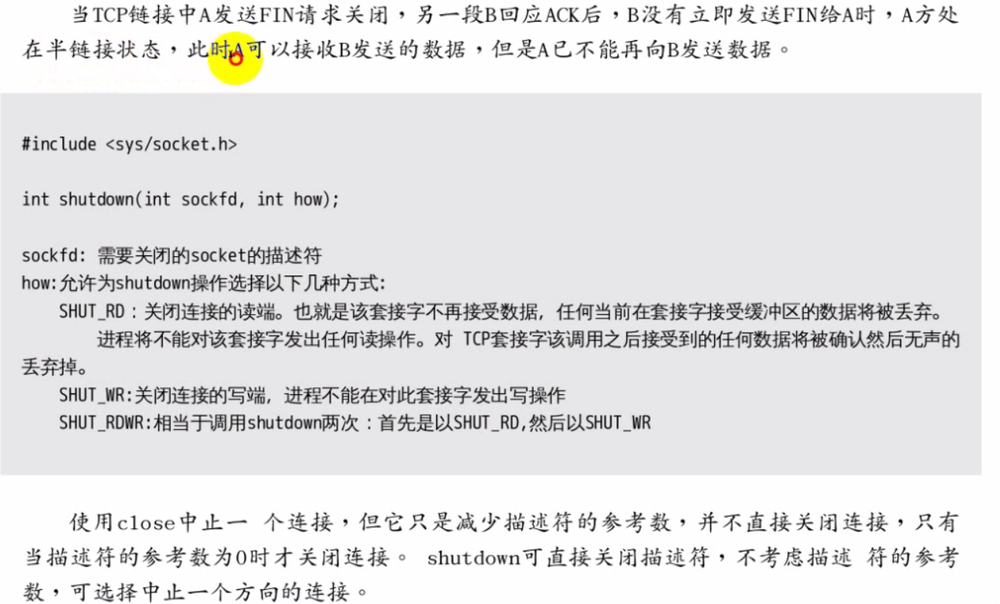 当TCP链接中A发送FIN请求关闭，另一段B回应ACK后，B没有立即发送FIN给A时，A方处
在半链接状态，此时A可以接收B发送的数据，但是A已不能再向B发送数据。
#include <sys/socket.h>
int shutdown(int sockfd, int how);
sockfd: 需要关闭的socket的描述符
how:允许为shutdown操作选择以下几种方式:
SHUT_RD：关闭连接的读端。也就是该套接字不再接受数据，任何当前在套接字接受缓冲区的数据将被丢弃。
进程将不能对该套接字发出任何读操作。对 TCP套接字该调用之后接受到的任何数据将被确认然后无声的
丢弃掉。
SHUT_WR:关闭连接的写端，进程不能在对此套接字发出写操作
SHUT_RDWR:相当于调用shutdown两次：首先是以SHUT_RD,然后以SHUT_WR
使用close中止一 个连接，但它只是减少描述符的参考数，并不直接关闭连接，只有
当描述符的参考数为0时才关闭连接。 shutdown可直接关闭描述符，不考虑描述 符的参考
数，可选择中止一个方向的连接。